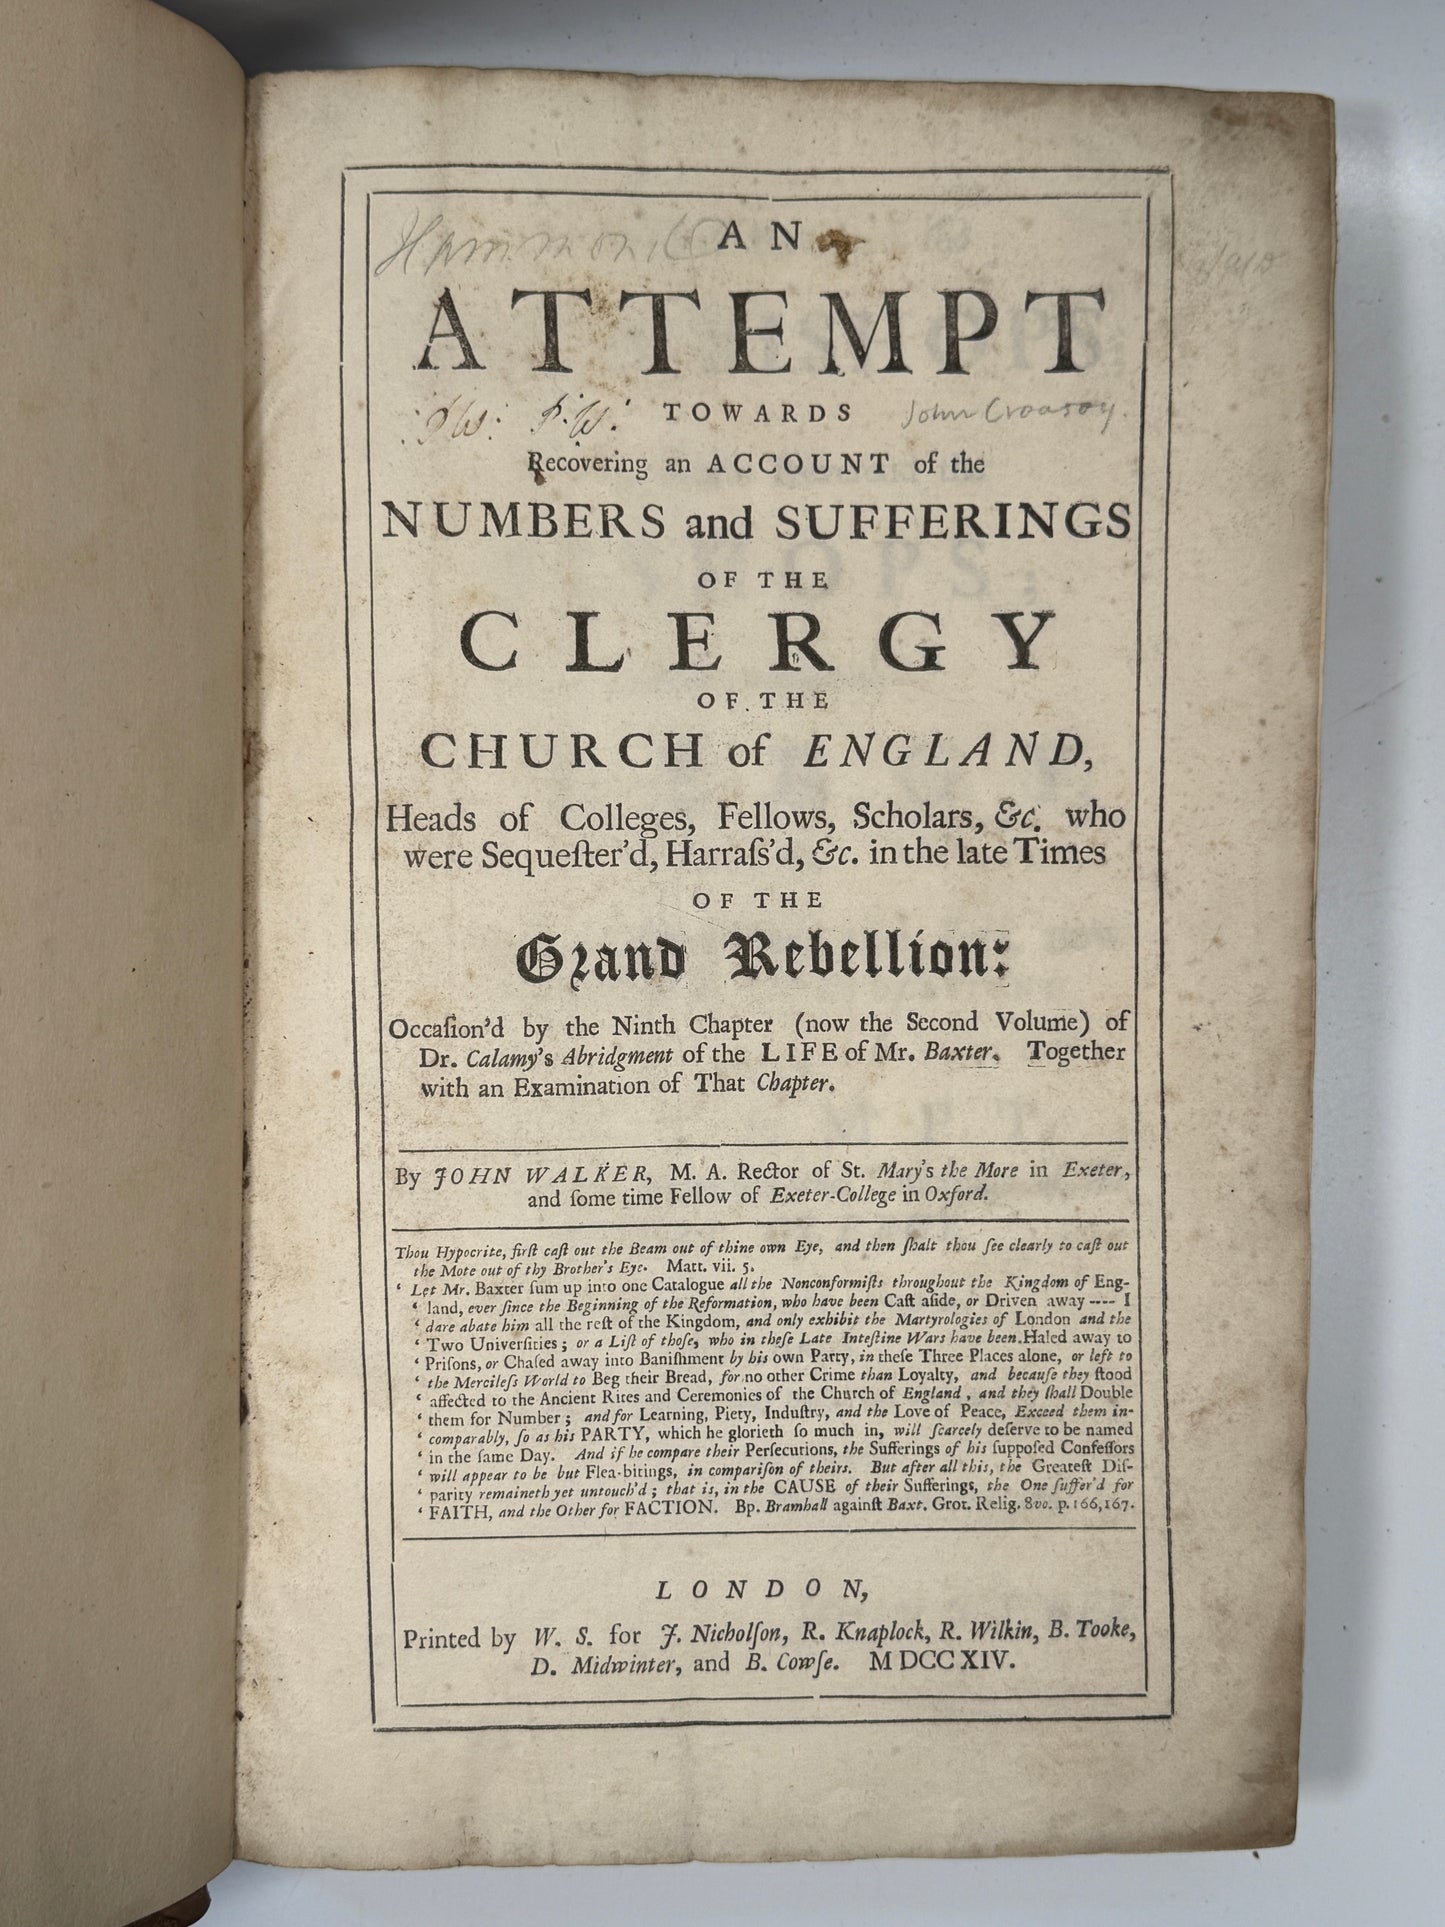 AN
ATTEMPT
TOWARDS John Croasoy.
Recovering an ACCOUNT of the
NUMBERS and SUFFERINGS
OF THE
CLERGY
OF THE
CHURCH of ENGLAND,
Heads of Colleges, Fellows, Scholars, &c. who
were Sequeſter'd, Harraſs'd, &c. in the late Times
OF THE
Grand Rebellion:
Occaſion'd by the Ninth Chapter (now the Second Volume) of
Dr. Calamy's Abridgment of the LIFE of Mr. Baxter. Together
with an Examination of That Chapter.
By JOHN WALKER, M. A. Rector of St. Mary's the More in Exeter,
and ſome time Fellow of Exeter-College in Oxford.
Thou Hypocrite, firſt caſt out the Beam out of thine own Eye, and then ſhalt thou ſee clearly to caſt out
the Mote out of thy Brother's Eye. Matt. vii. 5.
‘ Let Mr. Baxter ſum up into one Catalogue all the Nonconformiſts throughout the Kingdom of Eng-
‘ land, ever ſince the Beginning of the Reformation, who have been Caſt aſide, or Driven away ---- I
‘ dare abate him all the reſt of the Kingdom, and only exhibit the Martyrologies of London and the
‘ Two Univerſities; or a Liſt of thoſe, who in theſe Late Inteſtine Wars have been Haled away to
‘ Priſons, or Chaſed away into Baniſhment by his own Party, in theſe Three Places alone, or left to
‘ the Mercileſs World to Beg their Bread, for no other Crime than Loyalty, and becauſe they ſtood
‘ affected to the Ancient Rites and Ceremonies of the Church of England, and they ſhall Double
‘ them for Number; and for Learning, Piety, Induſtry, and the Love of Peace, Exceed them in-
‘ comparably, ſo as his PARTY, which he glorieth ſo much in, will ſcarcely deſerve to be named
‘ in the ſame Day. And if he compare their Perſecutions, the Sufferings of his ſuppoſed Confeſſors
‘ will appear to be but Flea-bitings, in compariſon of theirs. But after all this, the Greateſt Diſ-
‘ parity remaineth yet untouch'd; that is, in the CAUSE of their Sufferings, the One ſuffer'd for
‘ FAITH, and the Other for FACTION. Bp. Bramhall againſt Baxt. Grot. Relig. 8vo. p. 166,167.
LONDON,
Printed by W. S. for J. Nicholſon, R. Knaplock, R. Wilkin, B. Tooke,
D. Midwinter, and B. Cowſe. MDCCXIV.